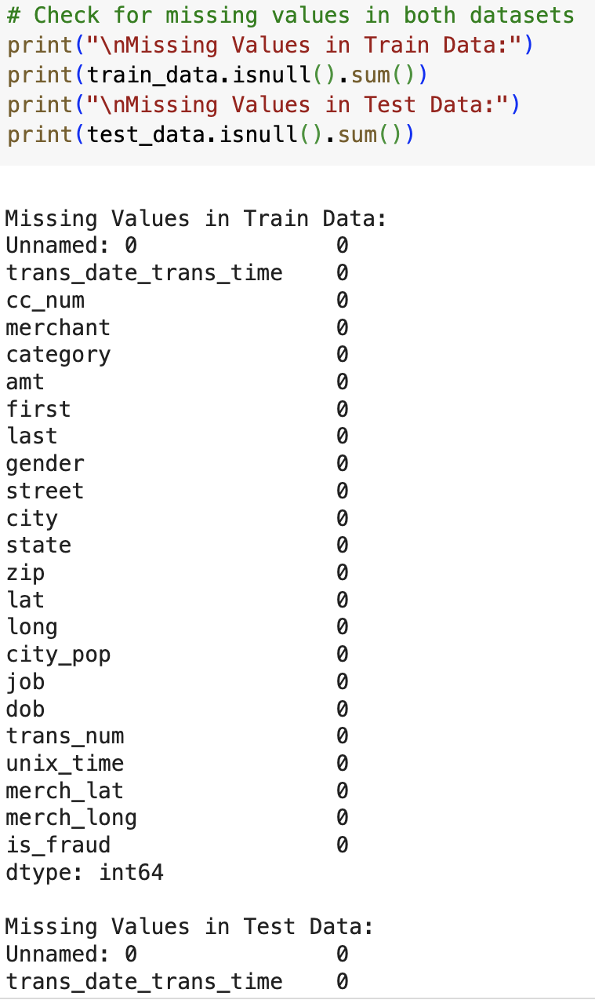 # Check for missing values in both datasets
print("\nMissing Values in Train Data:")
print(train_data.isnull().sum())
print("\nMissing Values in Test Data:")
print(test_data.isnull().sum())
Missing Values in Train Data:
Unnamed: 0 0
trans_date_trans_time 0
cc_num 0
merchant 0
category 0
amt 0
first 0
last 0
gender 0
street 0
city 0
state 0
zip 0
lat 0
long 0
city_pop 0
job 0
dob 0
trans_num 0
unix_time 0
merch_lat 0
merch_long 0
is_fraud 0
dtype: int64
Missing Values in Test Data:
Unnamed: 0 0
trans_date_trans_time 0